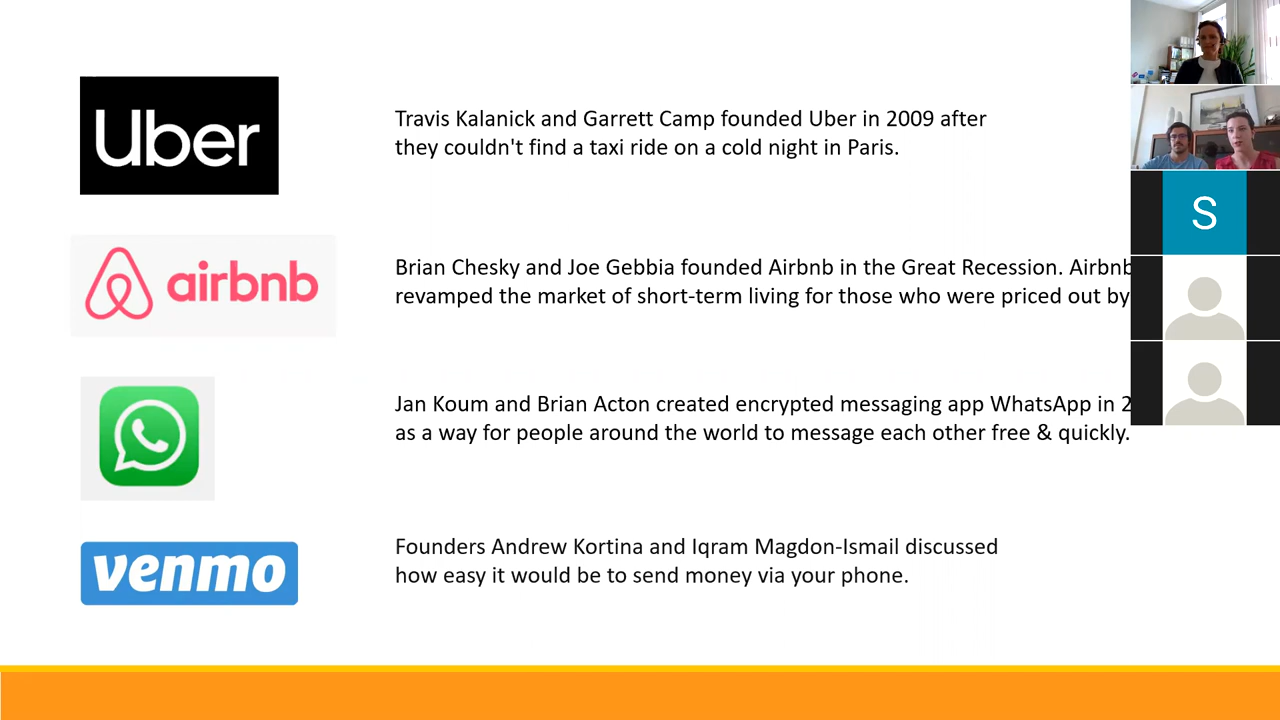 Uber
Travis Kalanick and Garrett Camp founded Uber in 2009 after
they couldn't find a taxi ride on a cold night in Paris.
airbnb
Brian Chesky and Joe Gebbia founded Airbnb in the Great Recession. Airbnb
revamped the market of short-term living for those who were priced out by
Jan Koum and Brian Acton created encrypted messaging app WhatsApp in 2
as a way for people around the world to message each other free & quickly.
venmo
Founders Andrew Kortina and Iqram Magdon-Ismail discussed
how easy it would be to send money via your phone.
S